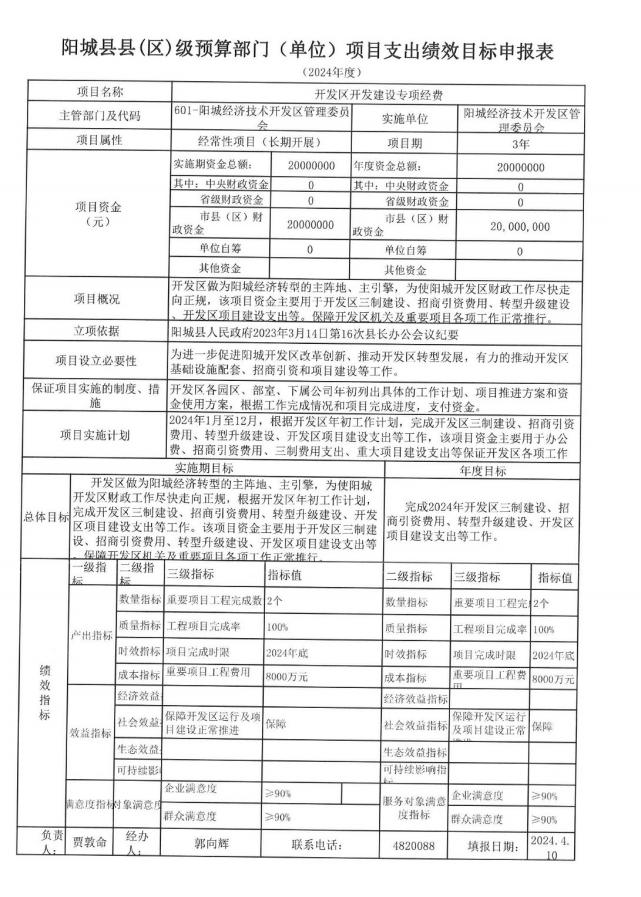 阳城县县(区)级预算部门（单位）项目支出绩效目标申报表
（2024年度）
项目名称 开发区开发建设专项经费
主管部门及代码 601-阳城经济技术开发区管理委员会 实施单位 阳城经济技术开发区管理委员会
项目属性 经常性项目（长期开展） 项目期 3年
项目资金（元） 实施期资金总额： 20000000 年度资金总额： 20000000
其中：中央财政资金 0 其中：中央财政资金 0
省级财政资金 0 省级财政资金 0
市县（区）财政资金 20000000 市县（区）财政资金 20,000,000
单位自筹 0 单位自筹 0
其他资金 其他资金
项目概况 开发区做为阳城经济转型的主阵地、主引擎，为使阳城开发区财政工作尽快走
向正规，该项目资金主要用于开发区三制建设、招商引资费用、转型升级建设
、开发区项目建设支出等。保障开发区机关及重要项目各项工作正常推行。
立项依据 阳城县人民政府2023年3月14日第16次县长办公会议纪要
项目设立必要性 为进一步促进阳城开发区改革创新、推动开发区转型发展，有力的推动开发区
基础设施配套、招商引资和项目建设等工作。
保证项目实施的制度、措施 开发区各园区、部室、下属公司年初列出具体的工作计划、项目推进方案和资
金使用方案，根据工作完成情况和项目完成进度，支付资金。
项目实施计划 2024年1月至12月，根据开发区年初工作计划，完成开发区三制建设、招商引资
费用、转型升级建设、开发区项目建设支出等工作，该项目资金主要用于办公
费、招商引资费用、三制费用支出、重大项目建设支出等保证开发区各项工作
实施期目标 年度目标
总体目标 开发区做为阳城经济转型的主阵地、主引擎，为使阳城
开发区财政工作尽快走向正规，根据开发区年初工作计划，
完成开发区三制建设、招商引资费用、转型升级建设、开发
区项目建设支出等工作。该项目资金主要用于开发区三制建
设、招商引资费用、转型升级建设、开发区项目建设支出等
。保障开发区机关及重要项目各项工作正常推行。
完成2024年开发区三制建设、招
商引资费用、转型升级建设、开发区
项目建设支出等工作。
绩效指标 一级指标 二级指标 三级指标 指标值 二级指标 三级指标 指标值
产出指标 数量指标 重要项目工程完成数 2个 数量指标 重要项目工程完 2个
质量指标 工程项目完成率 100% 质量指标 工程项目完成率 100%
时效指标 项目完成时限 2024年底 时效指标 项目完成时限 2024年底
成本指标 重要项目工程费用 8000万元 成本指标 重要项目工程费用 8000万元
效益指标 经济效益 经济效益指标
社会效益 保障开发区运行及项目建设正常推进 保障 社会效益指标 保障开发区运行及项目建设正常 保障
生态效益 生态效益指标
可持续影 可持续影响指
满意度指标 对象满意度 企业满意度 ≥90% 服务对象满意度指标 企业满意度 ≥90%
群众满意度 ≥90% 群众满意度 ≥90%
负责人： 贾敦命 经办人： 郭向辉 联系电话： 4820088 填报日期： 2024.4.10